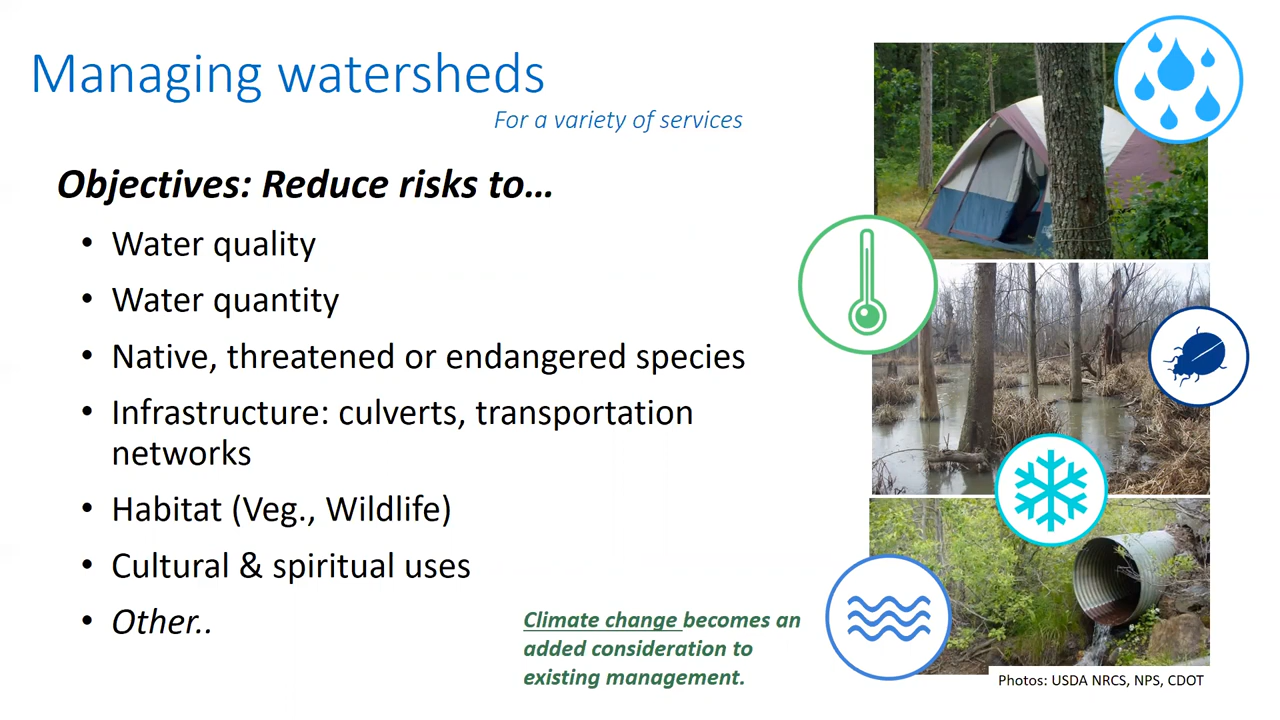 Managing watersheds
For a variety of services
Objectives: Reduce risks to…
• Water quality
• Water quantity
• Native, threatened or endangered species
• Infrastructure: culverts, transportation
networks
• Habitat (Veg., Wildlife)
• Cultural & spiritual uses
• Other..
Climate change becomes an
added consideration to
existing management.
Photos: USDA NRCS, NPS, CDOT